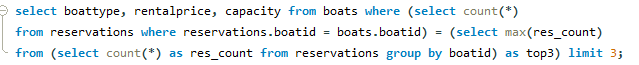 select boattype, rentalprice, capacity from boats where (select count(*)
from reservations where reservations.boatid = boats.boatid) = (select max(res_count)
from (select count(*) as res_count from reservations group by boatid) as top3) limit 3;